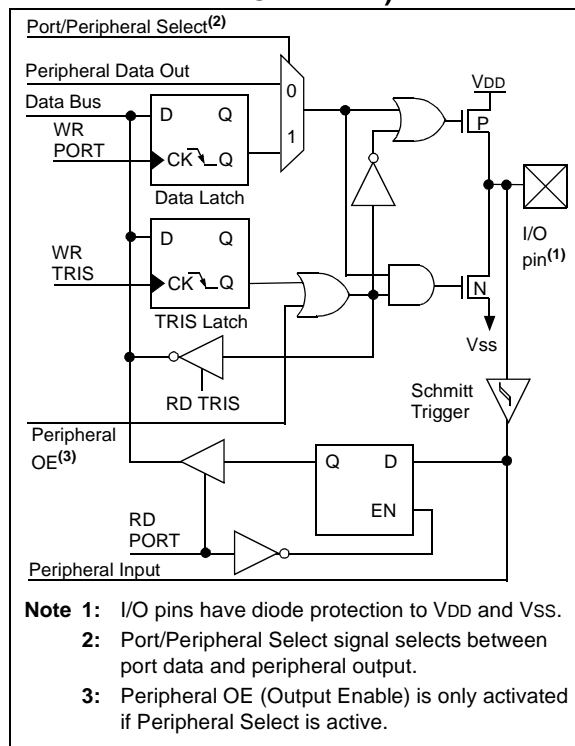 Port/Peripheral Select(2)
Peripheral Data Out
Data Bus
WR
PORT
D Q
CK Q
Data Latch
0
1
VDD
P
I/O
pin(1)
WR
TRIS
D Q
CK Q
TRIS Latch
N
VSS
RD TRIS
Schmitt
Trigger
Peripheral
OE(3)
Q D
EN
RD
PORT
Peripheral Input
Note 1: I/O pins have diode protection to VDD and VSS.
2: Port/Peripheral Select signal selects between
port data and peripheral output.
3: Peripheral OE (Output Enable) is only activated
if Peripheral Select is active.